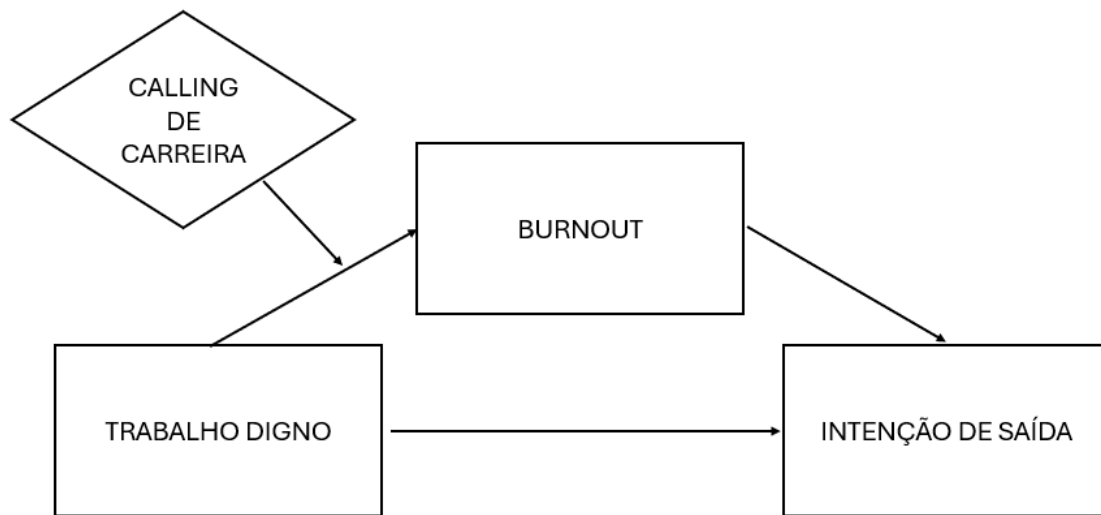 CALLING
DE
CARREIRA
BURNOUT
TRABALHO DIGNO
INTENÇÃO DE SAÍDA